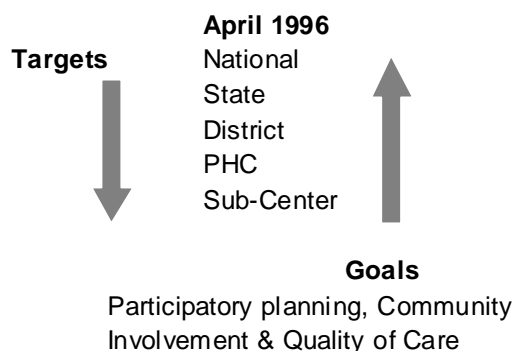 April 1996
Targets
National
State
District
PHC
Sub-Center
Goals
Participatory planning, Community
Involvement & Quality of Care